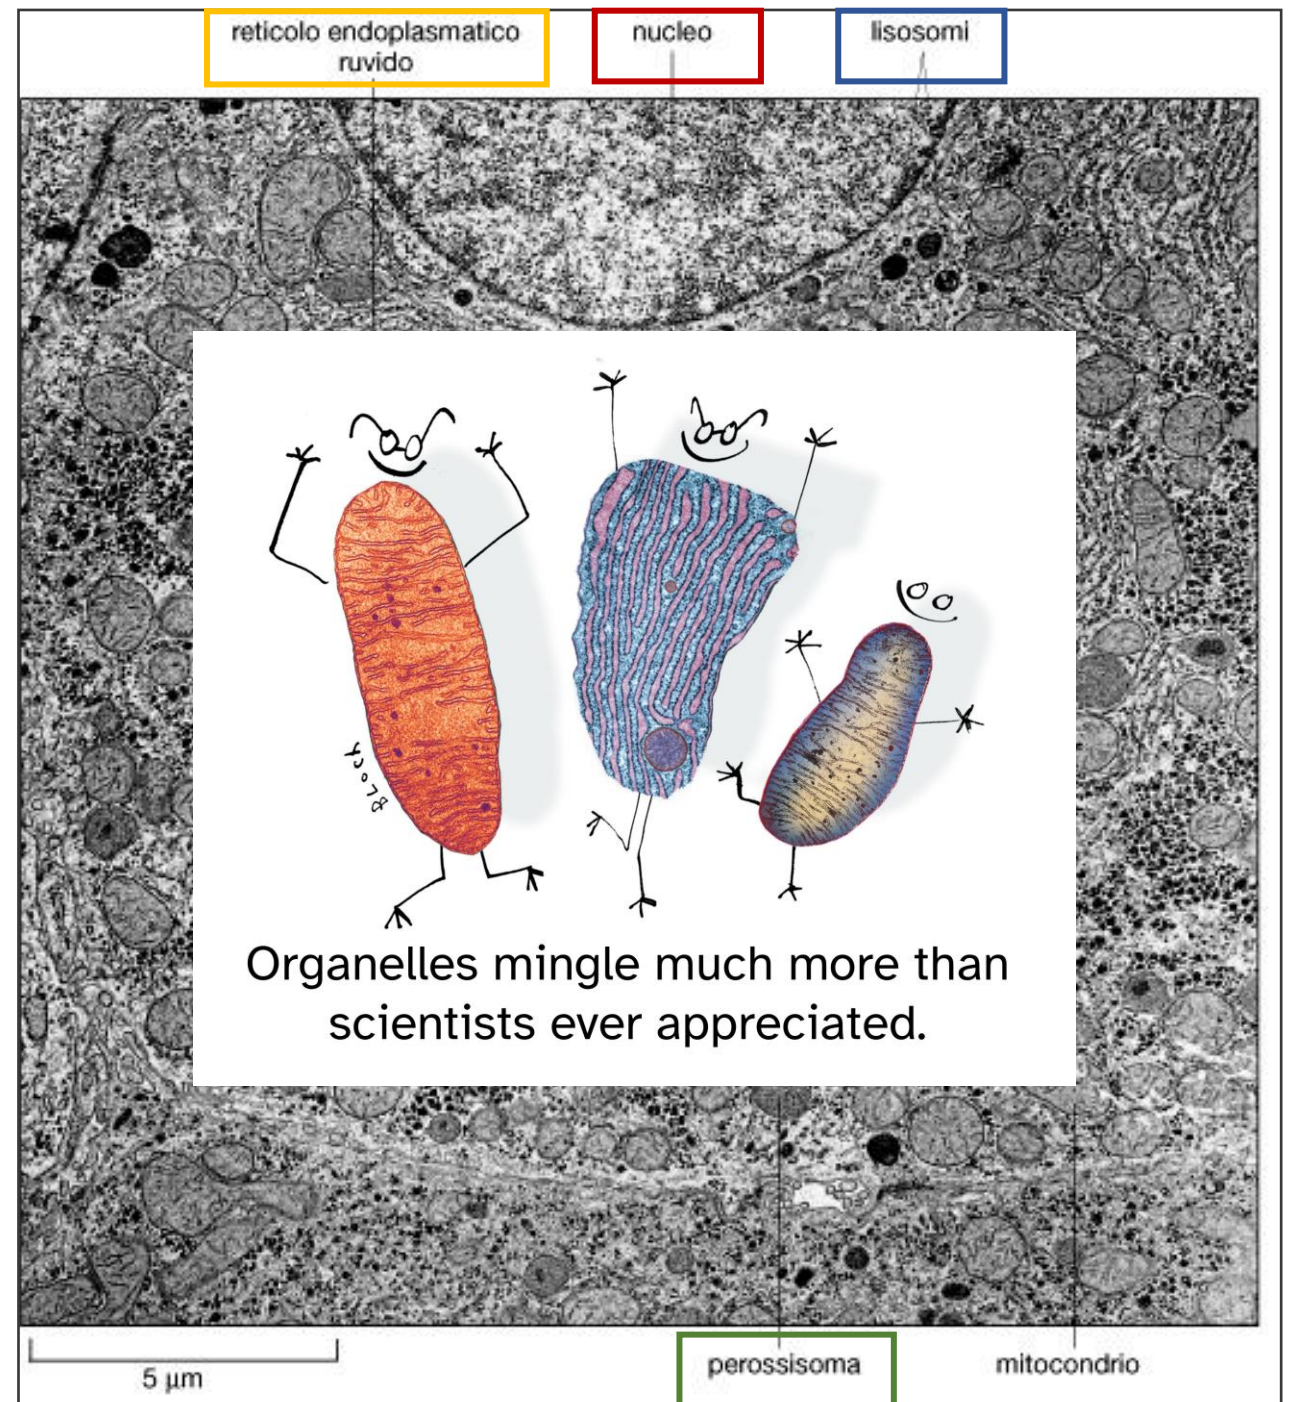 reticolo endoplasmatico
ruvido
nucleo
lisosomi
BLOCK
Organelles mingle much more than
scientists ever appreciated.
5 µm
perossisoma
mitocondrio